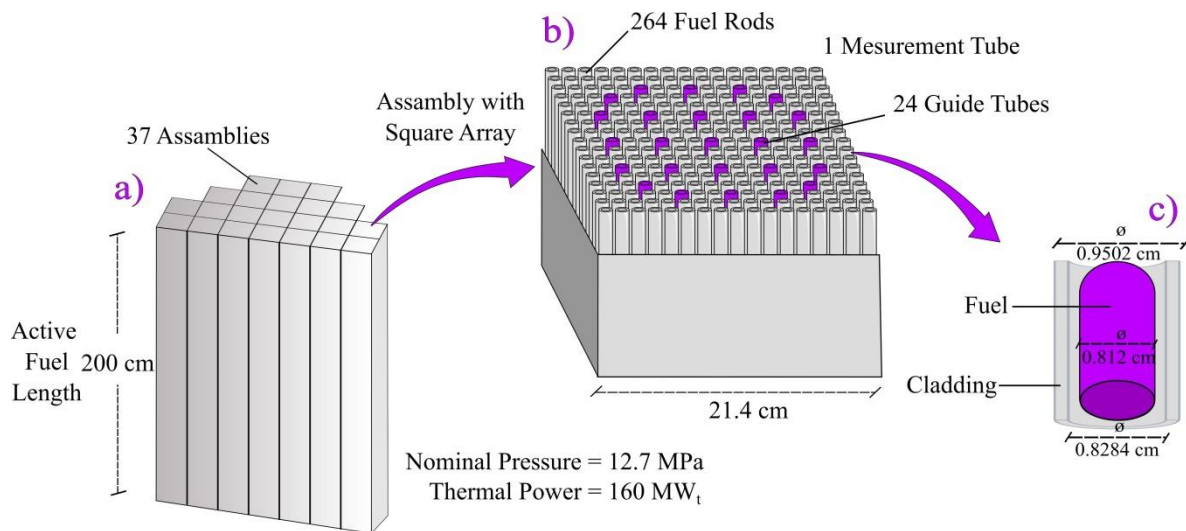 a)
37 Assamblies
Active
Fuel
Length
200 cm
Assambly with
Square Array
b)
264 Fuel Rods
1 Mesurement Tube
24 Guide Tubes
21.4 cm
Nominal Pressure = 12.7 MPa
Thermal Power = 160 MWt
c)
ø
0.9502 cm
Fuel
ø
0.812 cm
Cladding
ø
0.8284 cm